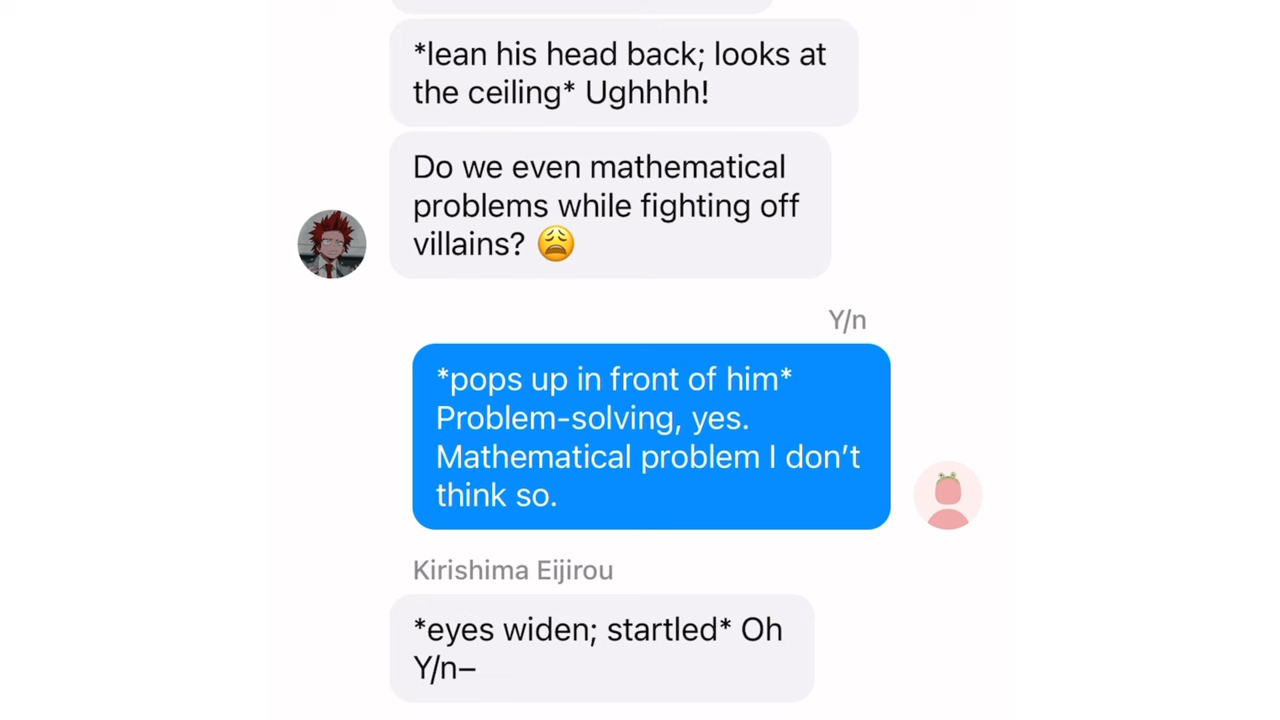 *lean his head back; looks at
the ceiling* Ughhhh!
Do we even mathematical
problems while fighting off
villains? 😩
Y/n
*pops up in front of him*
Problem-solving, yes.
Mathematical problem I don’t
think so.
Kirishima Eijirou
*eyes widen; startled* Oh
Y/n–